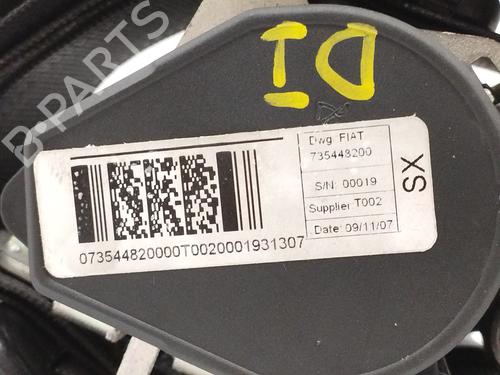 DI
Dwg. FIAT
735448200
S/N: 00019
Supplier T002
Date: 09/11/07
SX
073544820000T0020001931307
B-PARTS